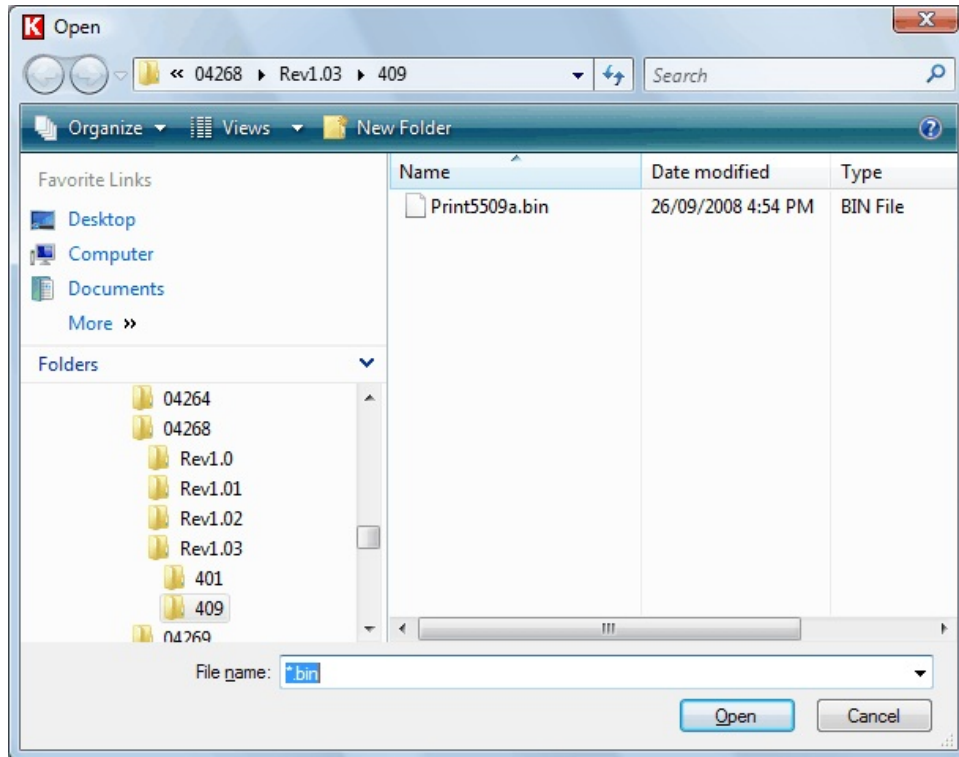 K Open
« 04268 ▸ Rev1.03 ▸ 409
Search
Organize Views New Folder ?
Favorite Links
Desktop
Computer
Documents
More »
Folders
04264
04268
Rev1.0
Rev1.01
Rev1.02
Rev1.03
401
409
04269
Name Date modified Type
Print5509a.bin 26/09/2008 4:54 PM BIN File
File name: *.bin
Open Cancel